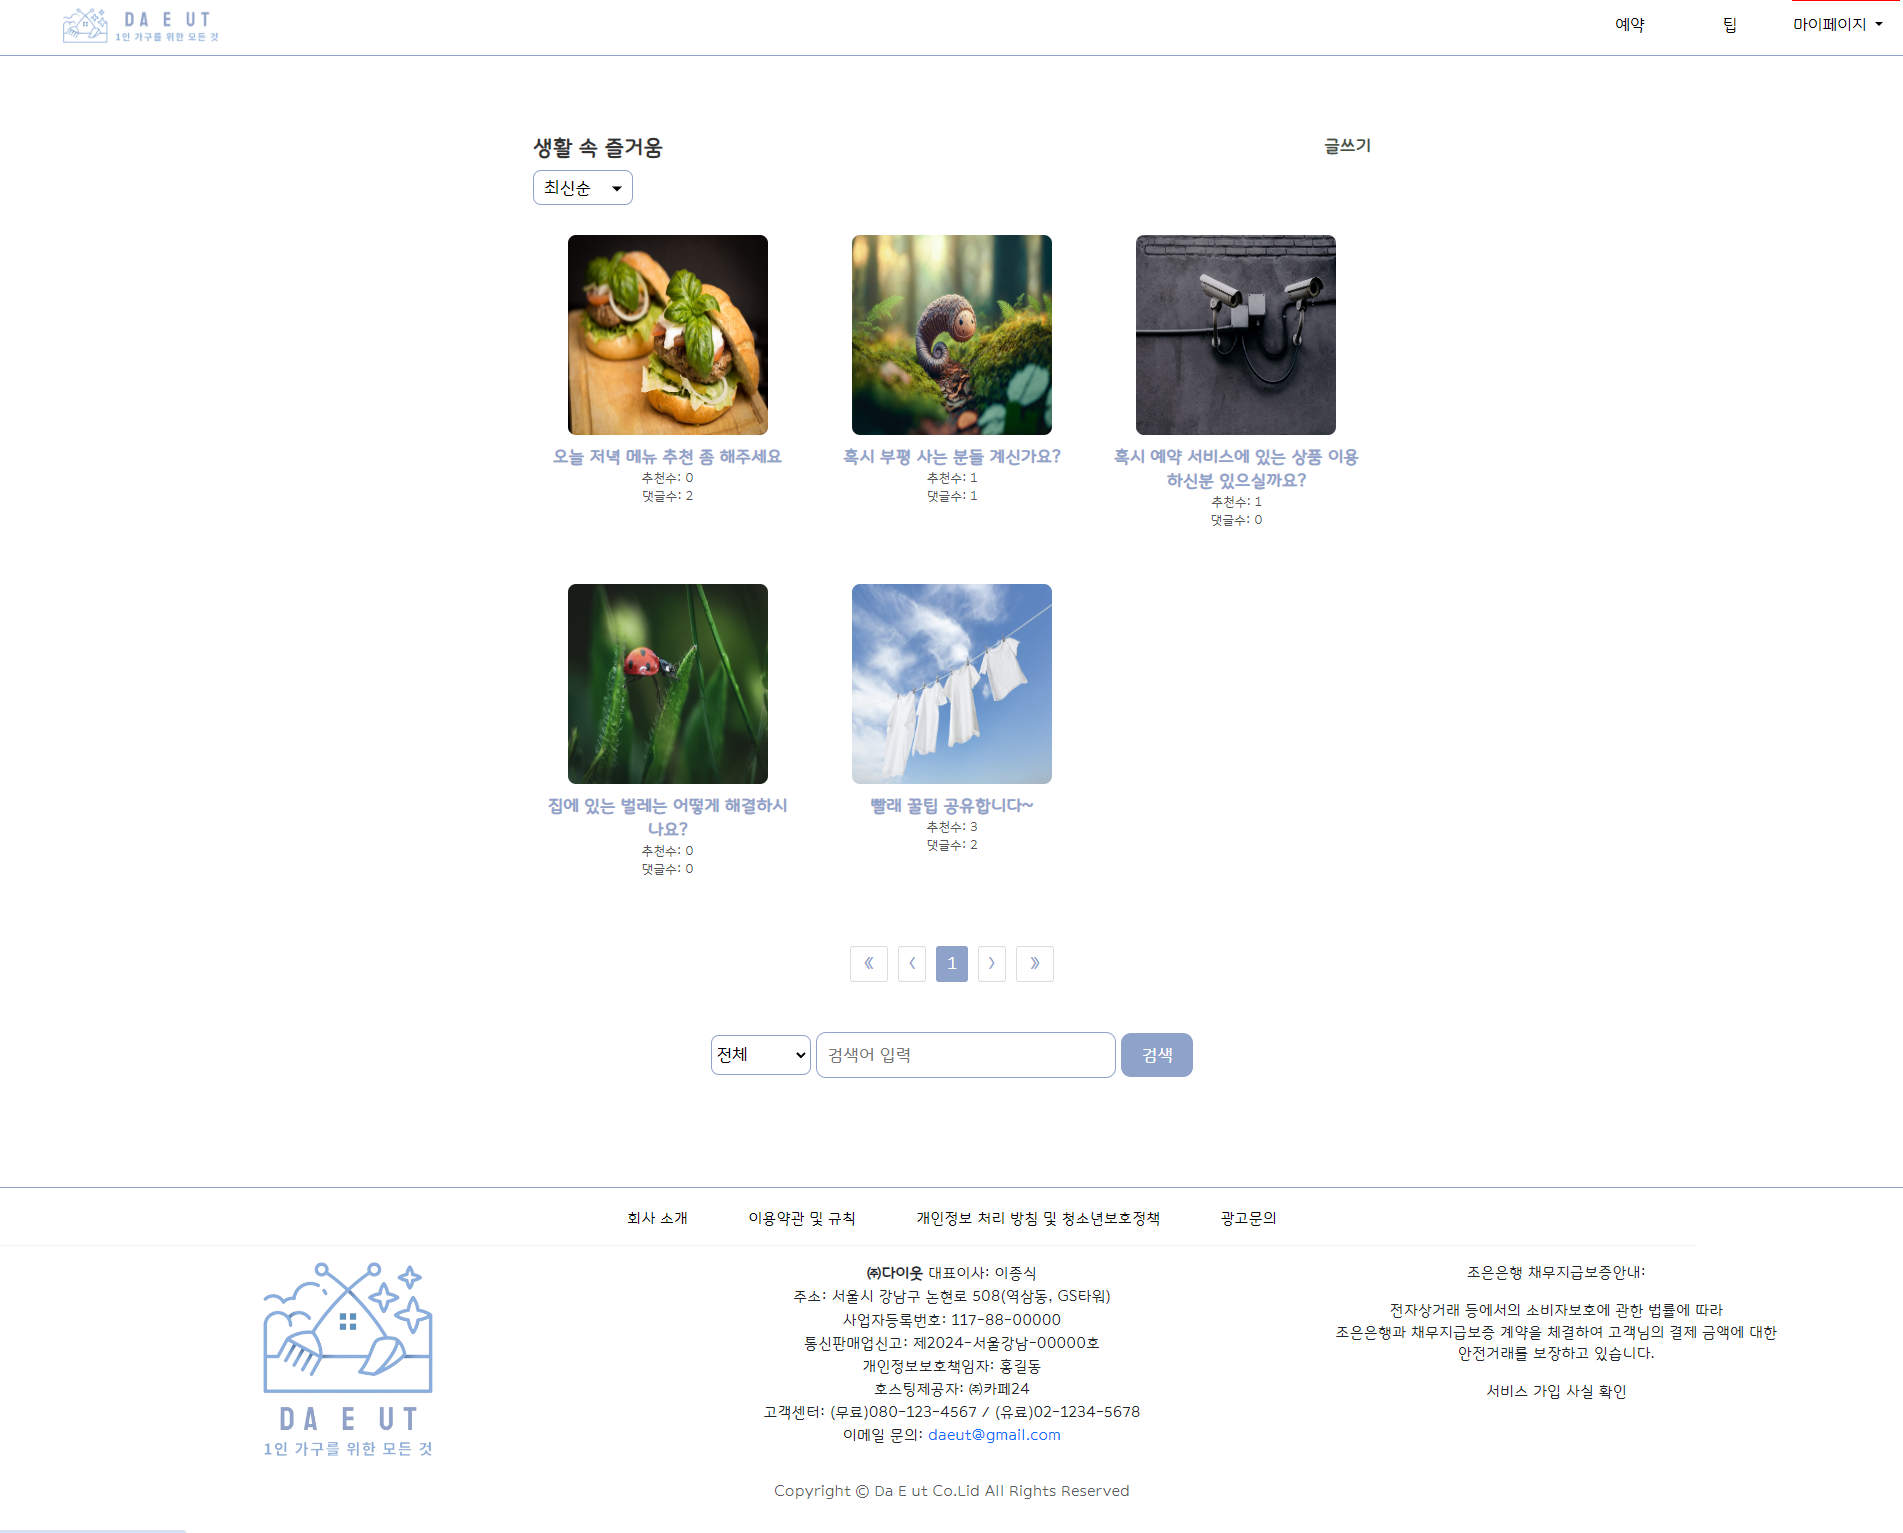 DA E UT
1인 가구를 위한 모든 것
예약
팁
마이페이지
생활 속 즐거움
글쓰기
최신순
오늘 저녁 메뉴 추천 좀 해주세요
추천수: 0
댓글수: 2
혹시 부평 사는 분들 계신가요?
추천수: 1
댓글수: 1
혹시 예약 서비스에 있는 상품 이용
하신분 있으실까요?
추천수: 1
댓글수: 0
집에 있는 벌레는 어떻게 해결하시
나요?
추천수: 0
댓글수: 0
빨래 꿀팁 공유합니다~
추천수: 3
댓글수: 2
《 〈 1 〉 》
전체
검색어 입력
검색
회사 소개
이용약관 및 규칙
개인정보 처리 방침 및 청소년보호정책
광고문의
DA E UT
1인 가구를 위한 모든 것
㈜다이웃 대표이사: 이종식
주소: 서울시 강남구 논현로 508(역삼동, GS타워)
사업자등록번호: 117-88-00000
통신판매업신고: 제2024-서울강남-00000호
개인정보보호책임자: 홍길동
호스팅제공자: ㈜카페24
고객센터: (무료)080-123-4567 / (유료)02-1234-5678
이메일 문의: daeut@gmail.com
조은은행 채무지급보증안내:
전자상거래 등에서의 소비자보호에 관한 법률에 따라
조은은행과 채무지급보증 계약을 체결하여 고객님의 결제 금액에 대한
안전거래를 보장하고 있습니다.
서비스 가입 사실 확인
Copyright © Da E ut Co.Lid All Rights Reserved